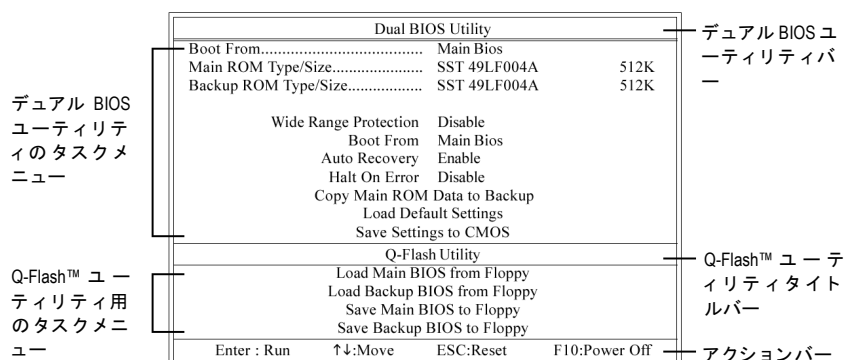 Dual BIOS Utility
Boot From.................................... Main Bios
Main ROM Type/Size...................... SST 49LF004A 512K
Backup ROM Type/Size.................. SST 49LF004A 512K
Wide Range Protection Disable
Boot From Main Bios
Auto Recovery Enable
Halt On Error Disable
Copy Main ROM Data to Backup
Load Default Settings
Save Settings to CMOS
Q-Flash Utility
Load Main BIOS from Floppy
Load Backup BIOS from Floppy
Save Main BIOS to Floppy
Save Backup BIOS to Floppy
Enter : Run ↑↓:Move ESC:Reset F10:Power Off
デュアル BIOS
ユーティリテ
ィのタスクメ
ニュー
Q-Flash™ ユー
ティリティ用
のタスクメニ
ュー
デュアル BIOS ユ
ーティリティバ
ー
Q-Flash™ ユーテ
ィリティタイト
ルバー
アクションバー